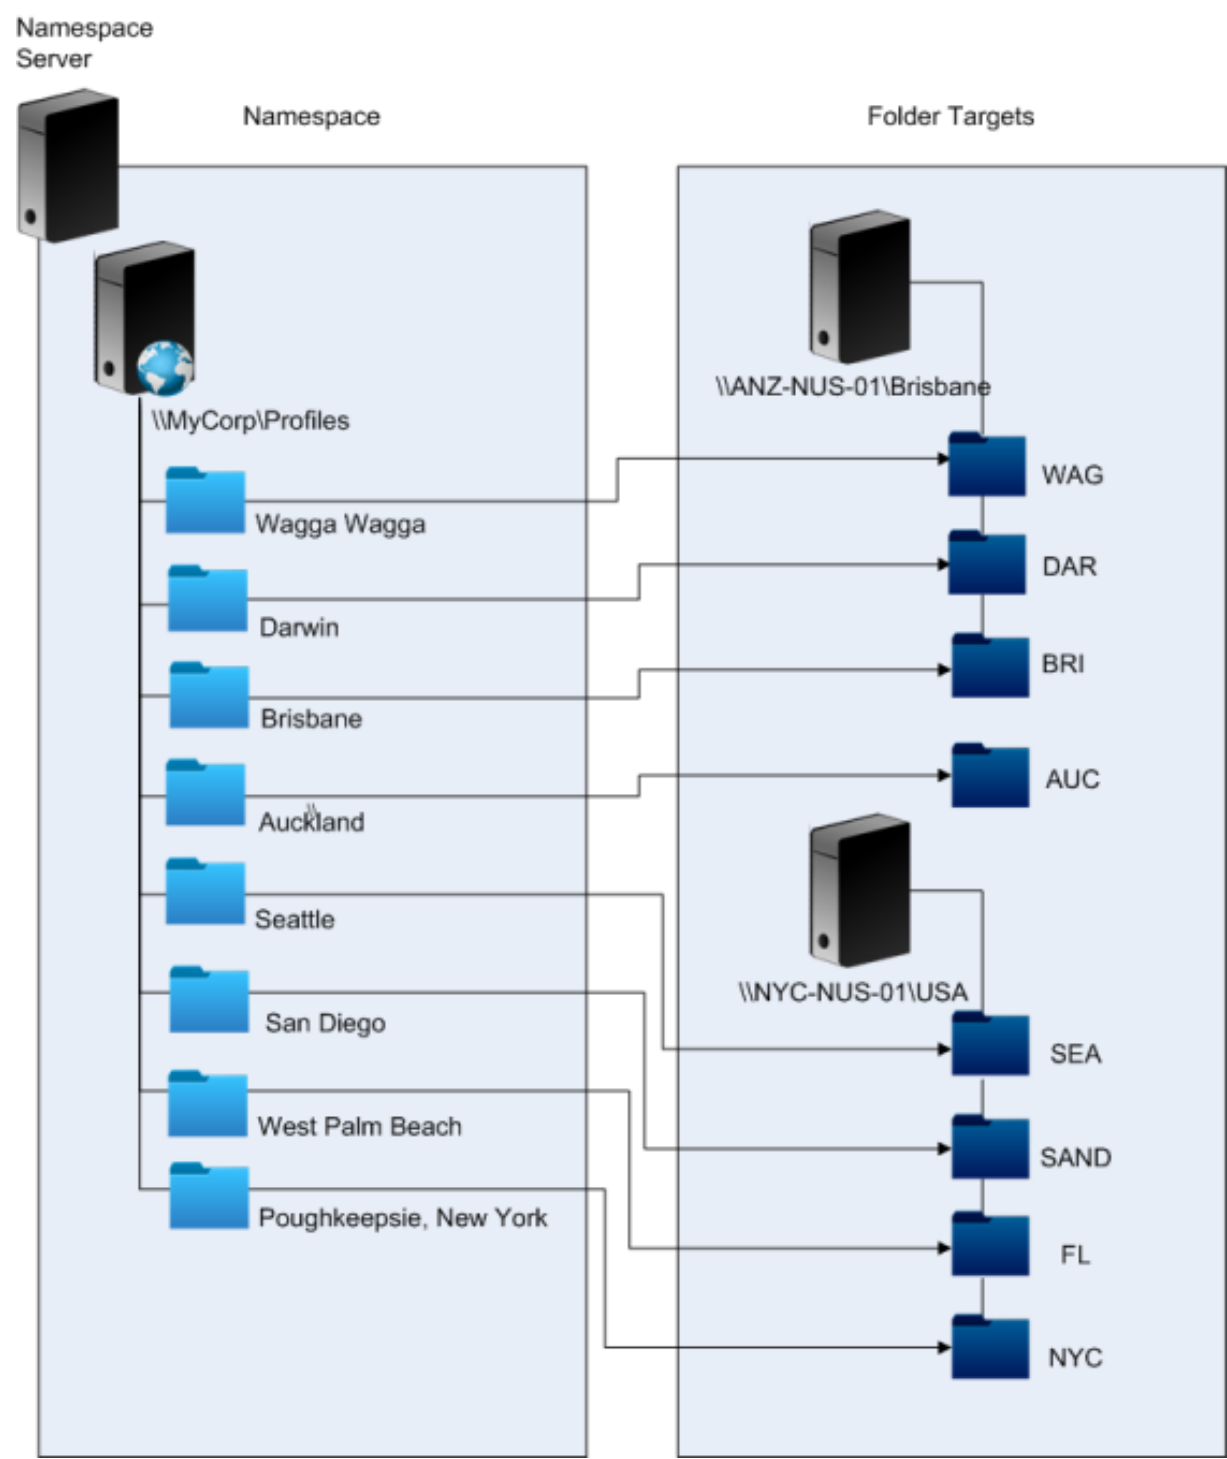 Namespace
Server
Namespace
Folder Targets
\\MyCorp\Profiles
Wagga Wagga
Darwin
Brisbane
Auckland
\\
Seattle
San Diego
West Palm Beach
Poughkeepsie, New York
\\ANZ-NUS-01\Brisbane
WAG
DAR
BRI
AUC
\\NYC-NUS-01\USA
SEA
SAND
FL
NYC